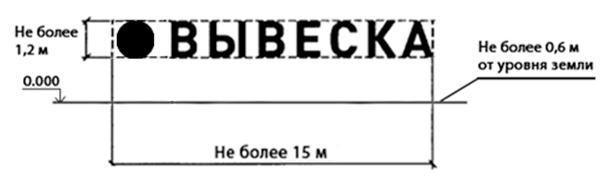 Не более
1,2 м
ВЫВЕСКА
Не более 0,6 м
от уровня земли
0.000
Не более 15 м